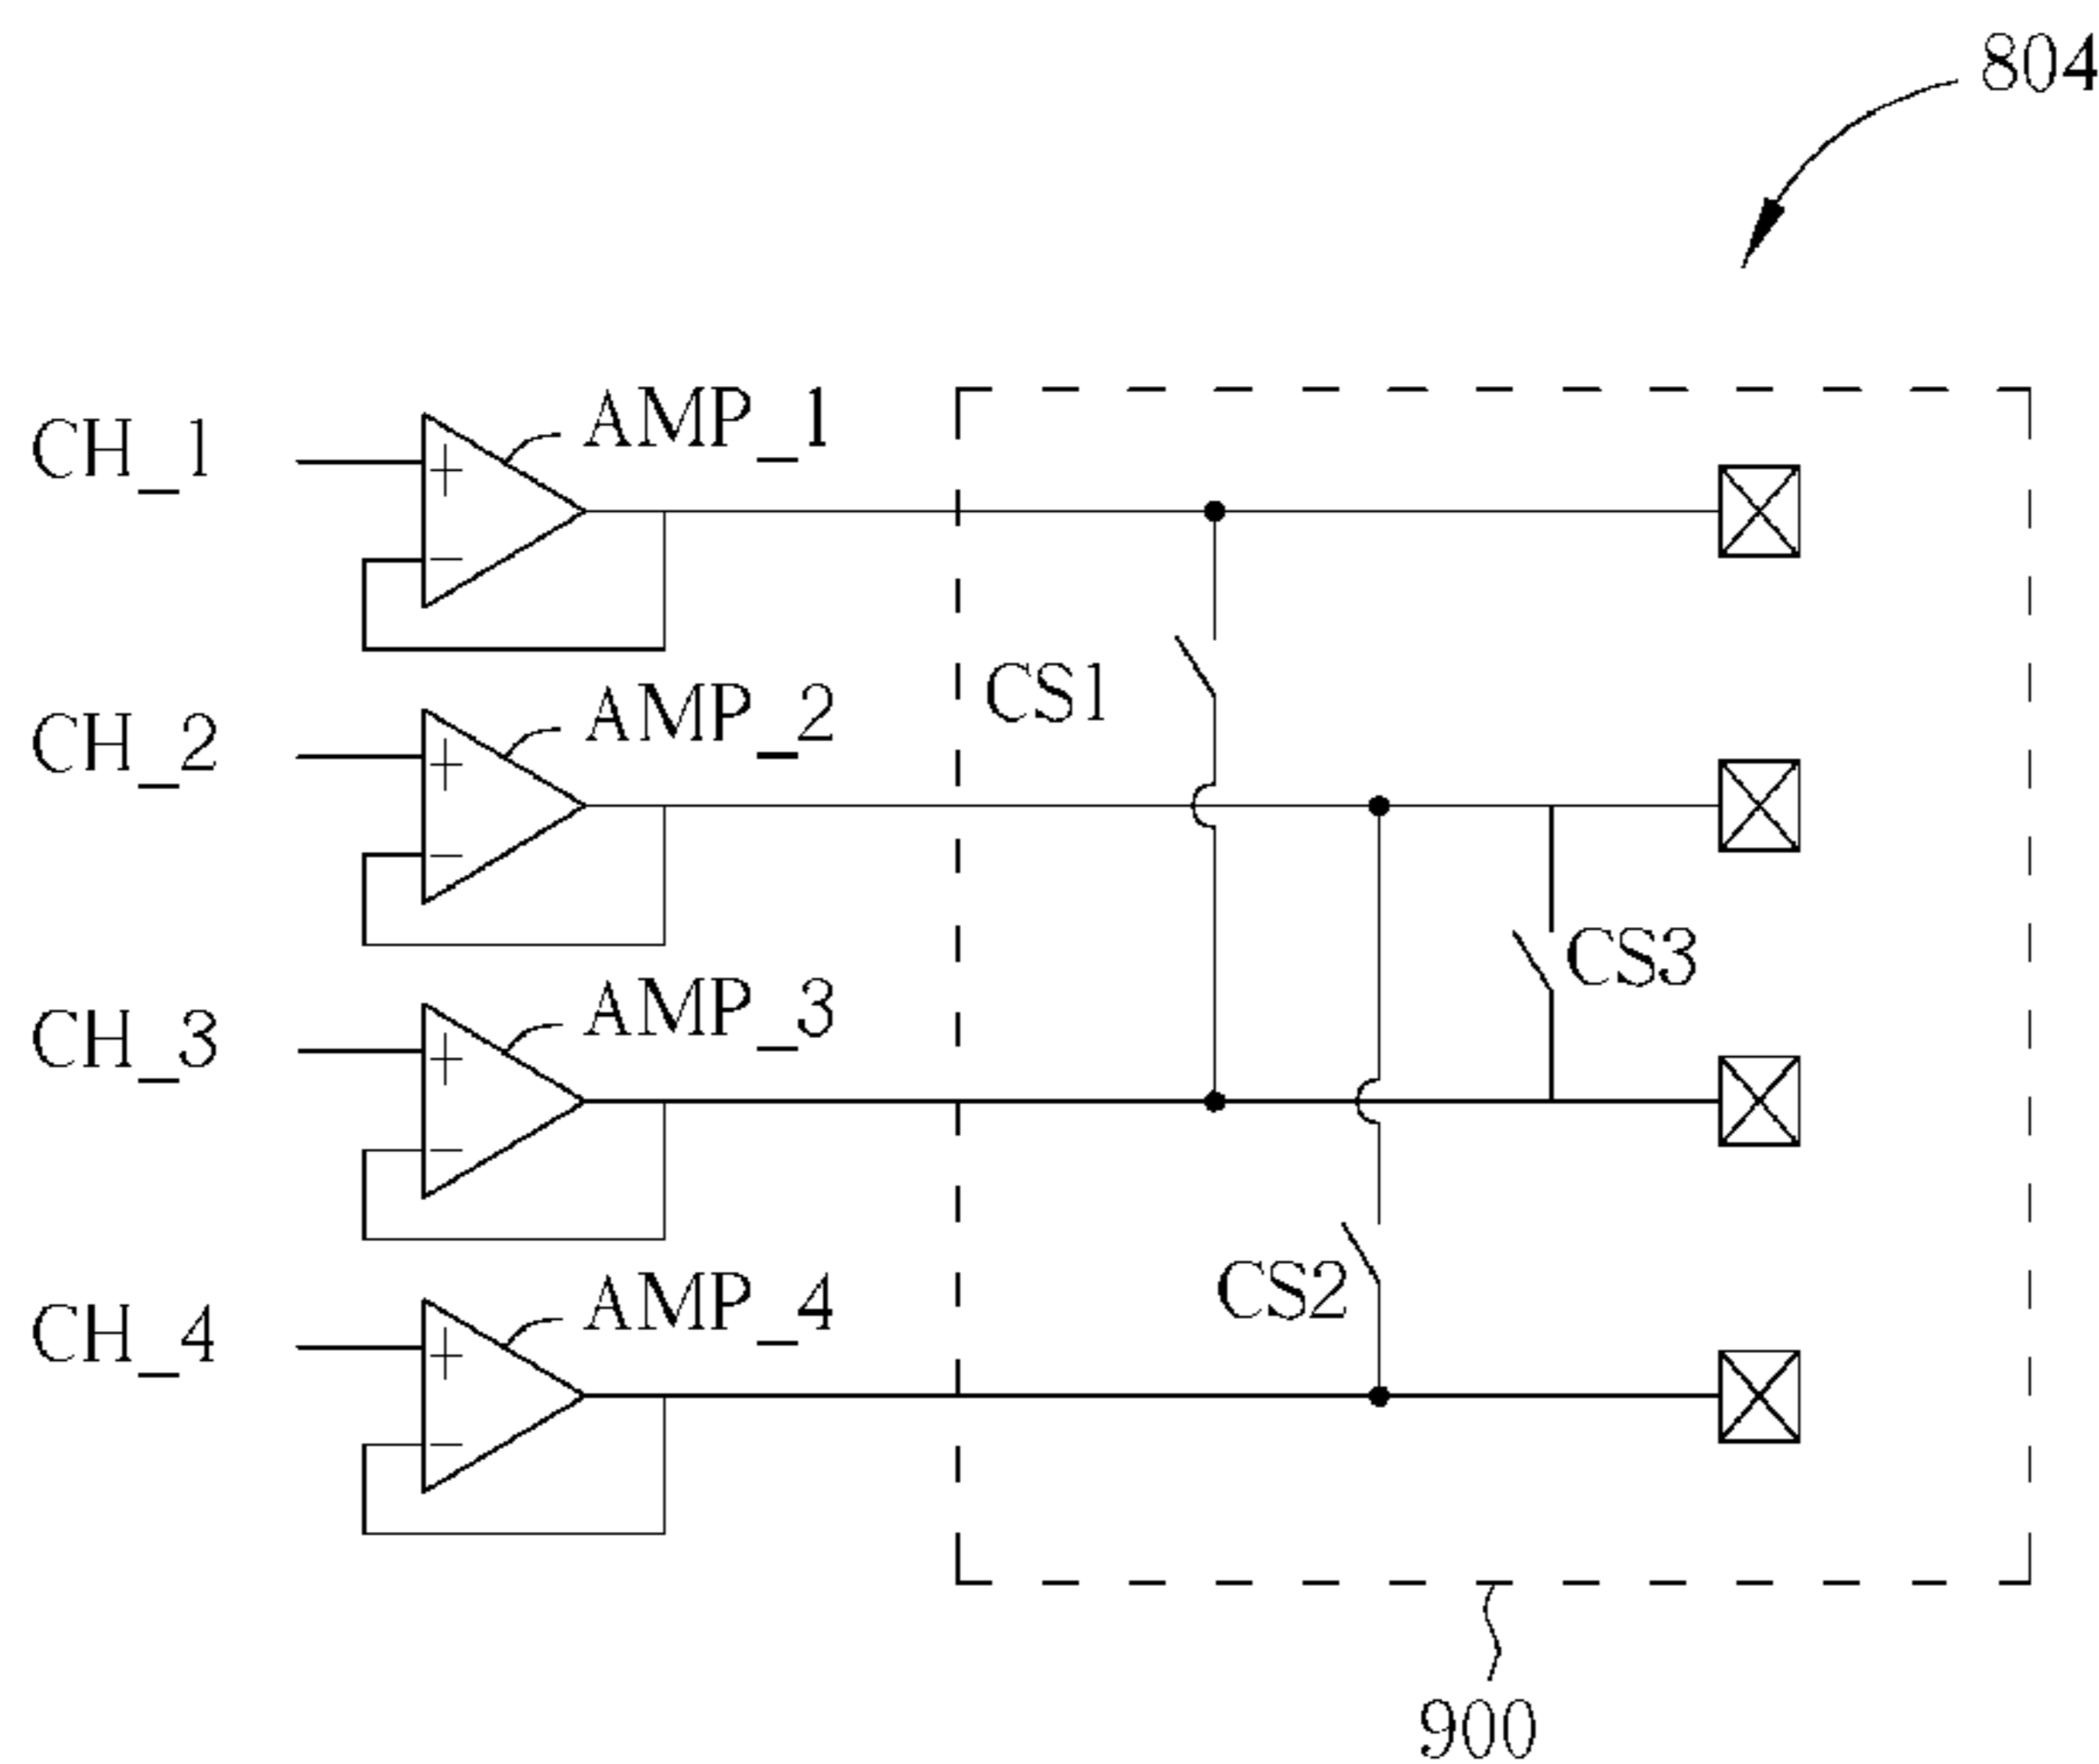 804
CH_1
AMP_1
CS1
CH_2
AMP_2
CS3
CH_3
AMP_3
CS2
CH_4
AMP_4
900